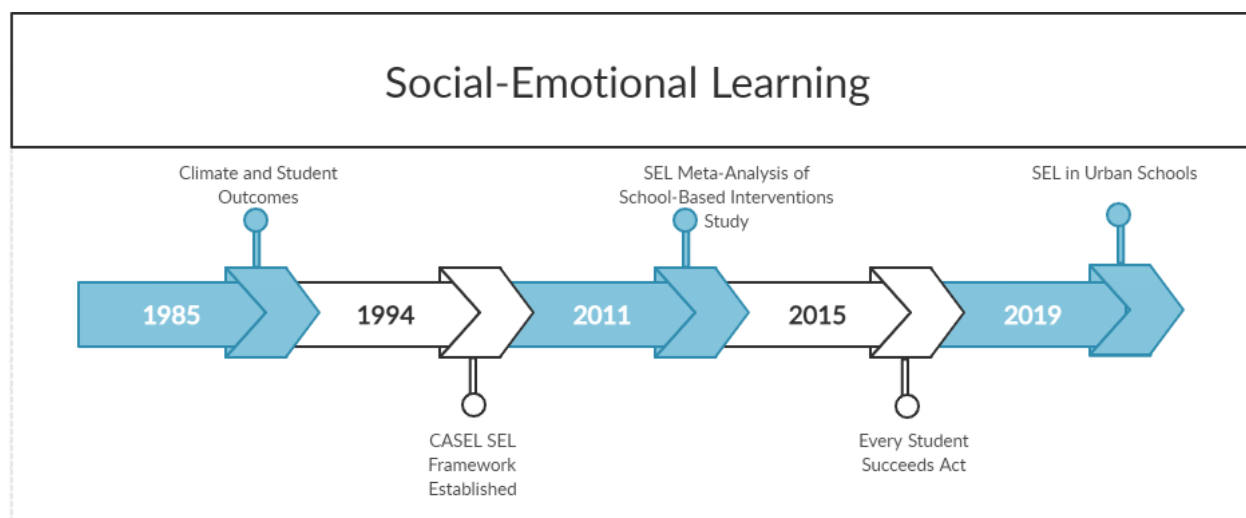 Social-Emotional Learning
Climate and Student
Outcomes
SEL Meta-Analysis of
School-Based Interventions
Study
SEL in Urban Schools
1985
1994
2011
2015
2019
CASEL SEL
Framework
Established
Every Student
Succeeds Act